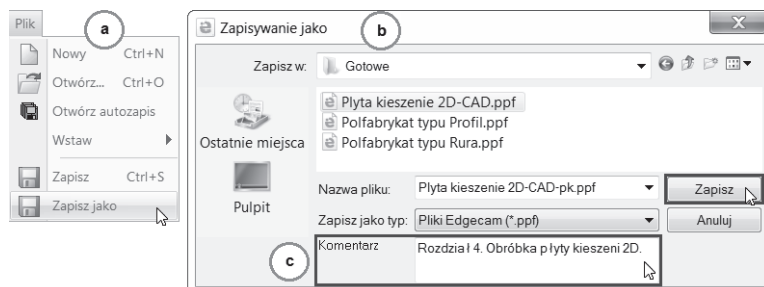 Plik
a
Nowy Ctrl+N
Otwórz... Ctrl+O
Otwórz autozapis
Wstaw
Zapisz Ctrl+S
Zapisz jako
Zapisywanie jako
b
Zapisz w: Gotowe
Ostatnie miejsca
Pulpit
Plyta kieszenie 2D-CAD.ppf
Polfabrykat typu Profil.ppf
Polfabrykat typu Rura.ppf
Nazwa pliku: Plyta kieszenie 2D-CAD-pk.ppf Zapisz
Zapisz jako typ: Pliki Edgecam (*.ppf) Anuluj
c
Komentarz Rozdział 4. Obróbka płyty kieszeni 2D.